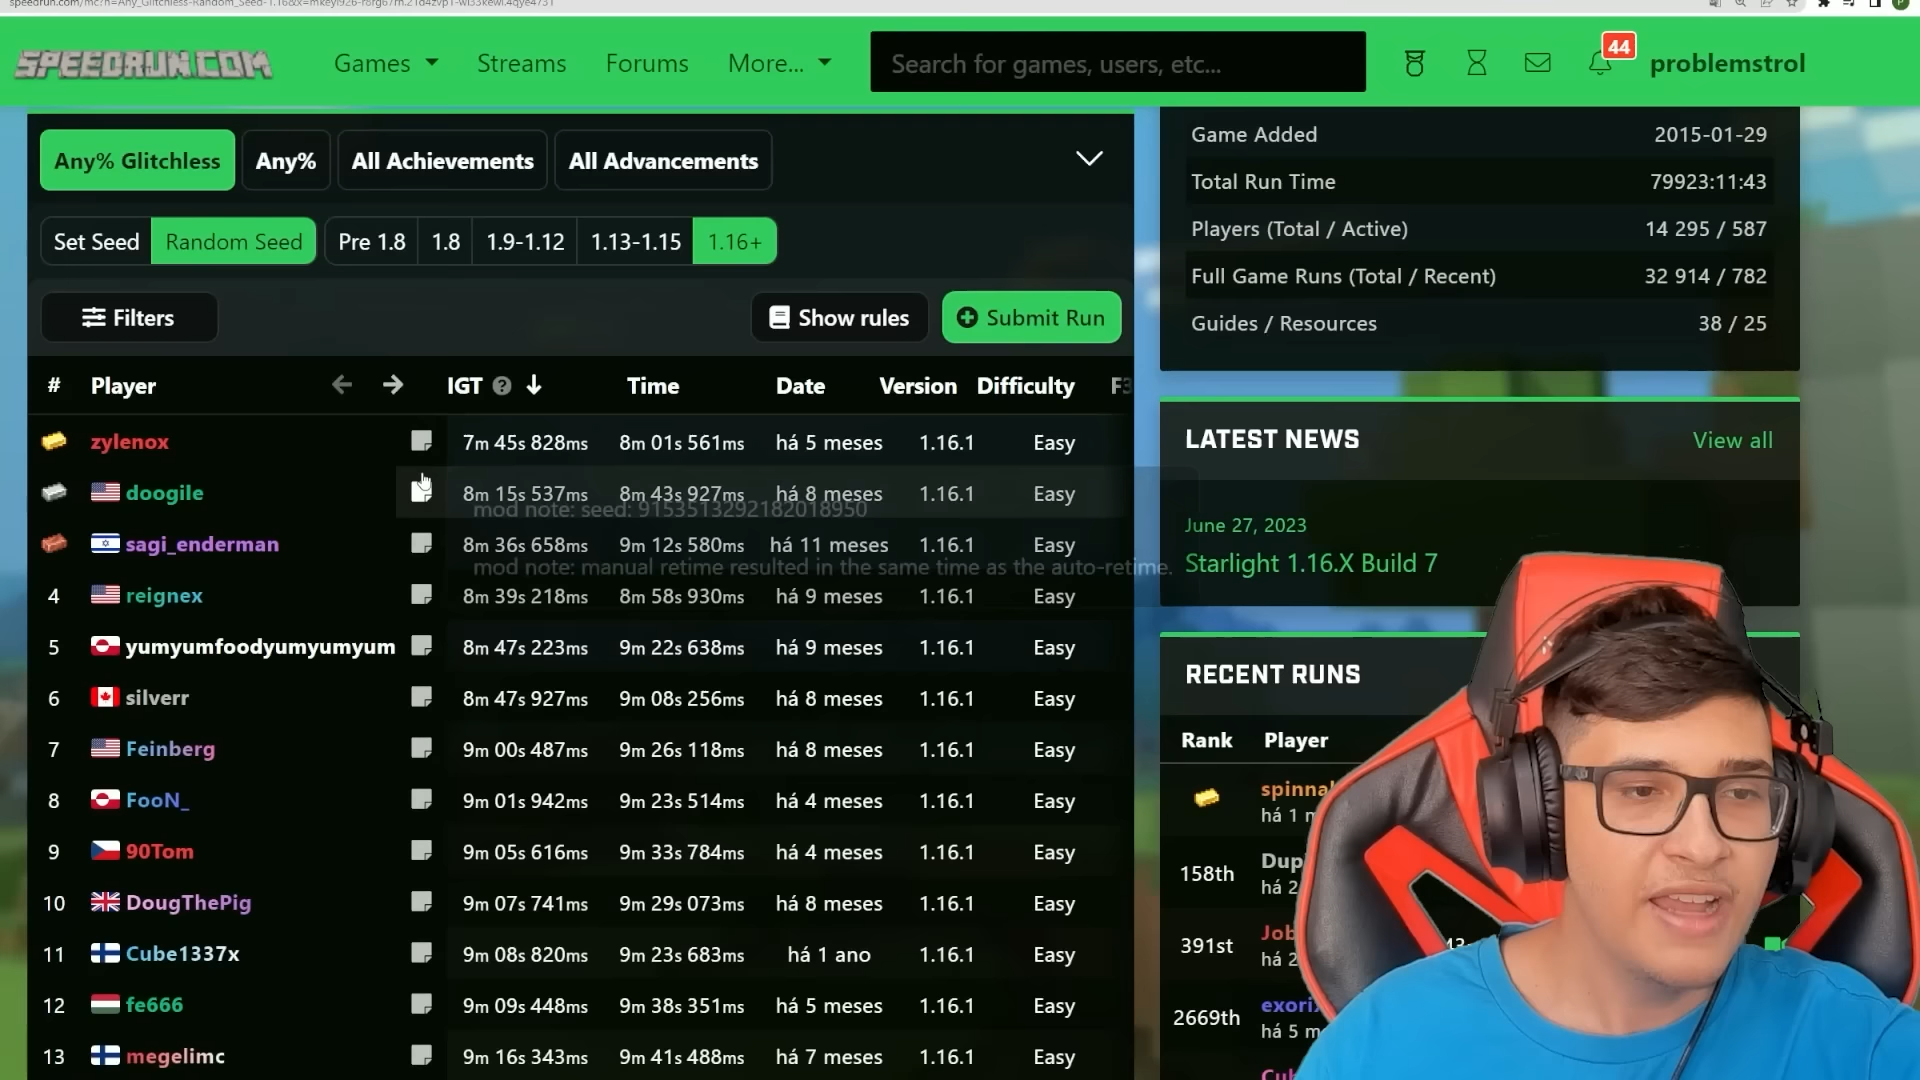 SPEEDRUN.COM
Games
Streams
Forums
More...
Search for games, users, etc...
44
problemstrol
Any% Glitchless
Any%
All Achievements
All Advancements
Set Seed
Random Seed
Pre 1.8
1.8
1.9-1.12
1.13-1.15
1.16+
Filters
Show rules
Submit Run
# Player IGT ? Time Date Version Difficulty F3
zylenox 7m 45s 828ms 8m 01s 561ms há 5 meses 1.16.1 Easy
doogile 8m 15s 537ms 8m 43s 927ms há 8 meses 1.16.1 Easy
mod note: seed: 9153513292182018950
sagi_enderman 8m 36s 658ms 9m 12s 580ms há 11 meses 1.16.1 Easy
mod note: manual retime resulted in the same time as the auto-retime.
4 reignex 8m 39s 218ms 8m 58s 930ms há 9 meses 1.16.1 Easy
5 yumyumfoodyumyumyum 8m 47s 223ms 9m 22s 638ms há 9 meses 1.16.1 Easy
6 silverr 8m 47s 927ms 9m 08s 256ms há 8 meses 1.16.1 Easy
7 Feinberg 9m 00s 487ms 9m 26s 118ms há 8 meses 1.16.1 Easy
8 FooN_ 9m 01s 942ms 9m 23s 514ms há 4 meses 1.16.1 Easy
9 90Tom 9m 05s 616ms 9m 33s 784ms há 4 meses 1.16.1 Easy
10 DougThePig 9m 07s 741ms 9m 29s 073ms há 8 meses 1.16.1 Easy
11 Cube1337x 9m 08s 820ms 9m 23s 683ms há 1 ano 1.16.1 Easy
12 fe666 9m 09s 448ms 9m 38s 351ms há 5 meses 1.16.1 Easy
13 megelimc 9m 16s 343ms 9m 41s 488ms há 7 meses 1.16.1 Easy
Game Added 2015-01-29
Total Run Time 79923:11:43
Players (Total / Active) 14 295 / 587
Full Game Runs (Total / Recent) 32 914 / 782
Guides / Resources 38 / 25
LATEST NEWS
View all
June 27, 2023
Starlight 1.16.X Build 7
RECENT RUNS
Rank Player
spinnal
há 1 m
158th Dup
há 2
391st Job
há 2
2669th exori
há 5 m